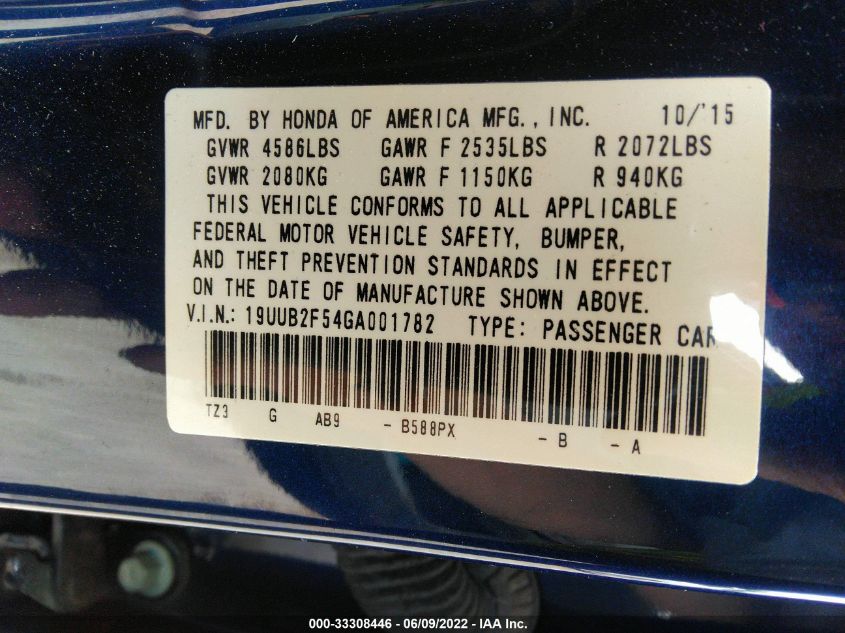 MFD. BY HONDA OF AMERICA MFG., INC. 10/'15
GVWR 4586LBS GAWR F 2535LBS R 2072LBS
GVWR 2080KG GAWR F 1150KG R 940KG
THIS VEHICLE CONFORMS TO ALL APPLICABLE
FEDERAL MOTOR VEHICLE SAFETY, BUMPER,
AND THEFT PREVENTION STANDARDS IN EFFECT
ON THE DATE OF MANUFACTURE SHOWN ABOVE.
V.I.N.: 19UUB2F54GA001782 TYPE: PASSENGER CAR
TZ3 G AB9 - B588PX - B - A
000-33308446 - 06/09/2022 - IAA Inc.